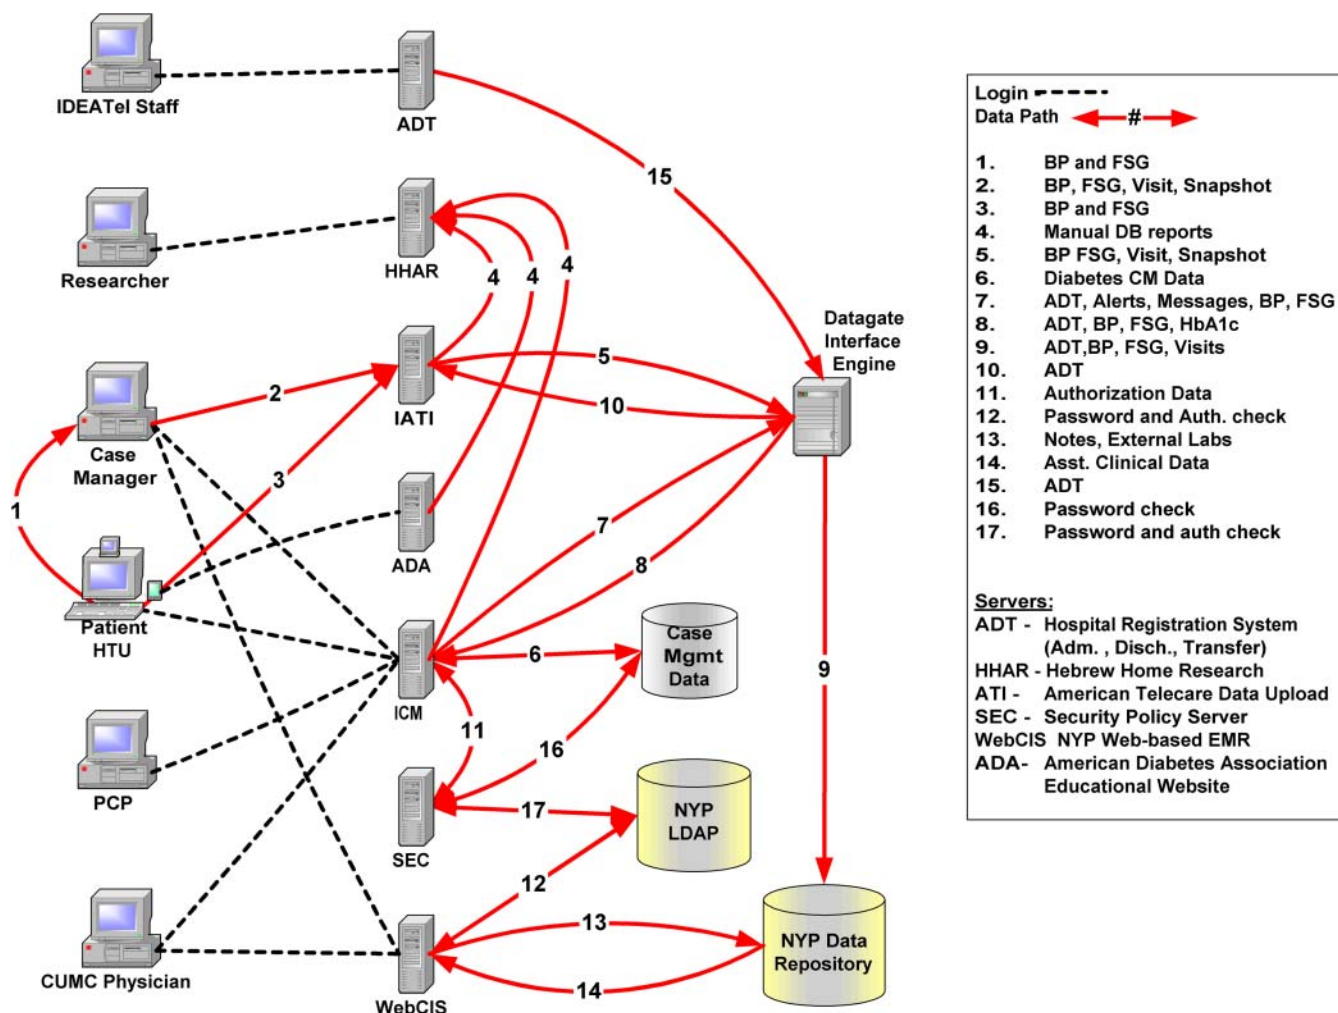 IDEATel Staff
ADT
15
Researcher
HHAR
4
4
4
Datagate
Interface
Engine
Case
Manager
2
IATI
5
10
1
3
ADA
7
8
Patient
HTU
ICM
6
Case
Mgmt
Data
9
11
16
PCP
SEC
17
NYP
LDAP
12
CUMC Physician
WebCIS
13
14
NYP Data
Repository
Login
Data Path #
1. BP and FSG
2. BP, FSG, Visit, Snapshot
3. BP and FSG
4. Manual DB reports
5. BP FSG, Visit, Snapshot
6. Diabetes CM Data
7. ADT, Alerts, Messages, BP, FSG
8. ADT, BP, FSG, HbA1c
9. ADT,BP, FSG, Visits
10. ADT
11. Authorization Data
12. Password and Auth. check
13. Notes, External Labs
14. Asst. Clinical Data
15. ADT
16. Password check
17. Password and auth check
Servers:
ADT - Hospital Registration System
(Adm. , Disch., Transfer)
HHAR - Hebrew Home Research
ATI - American Telecare Data Upload
SEC - Security Policy Server
WebCIS NYP Web-based EMR
ADA- American Diabetes Association
Educational Website